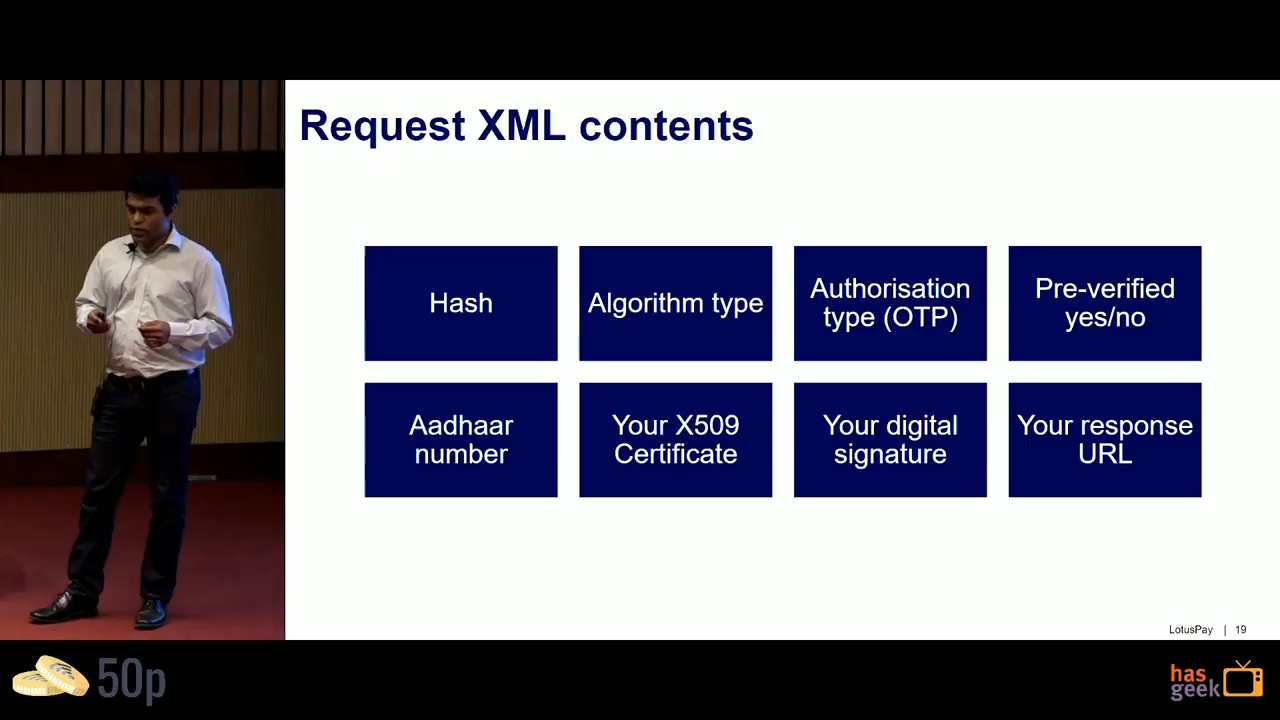 Request XML contents
Hash
Algorithm type
Authorisation
type (OTP)
Pre-verified
yes/no
Aadhaar
number
Your X509
Certificate
Your digital
signature
Your response
URL
LotusPay | 19
50p
has
geek